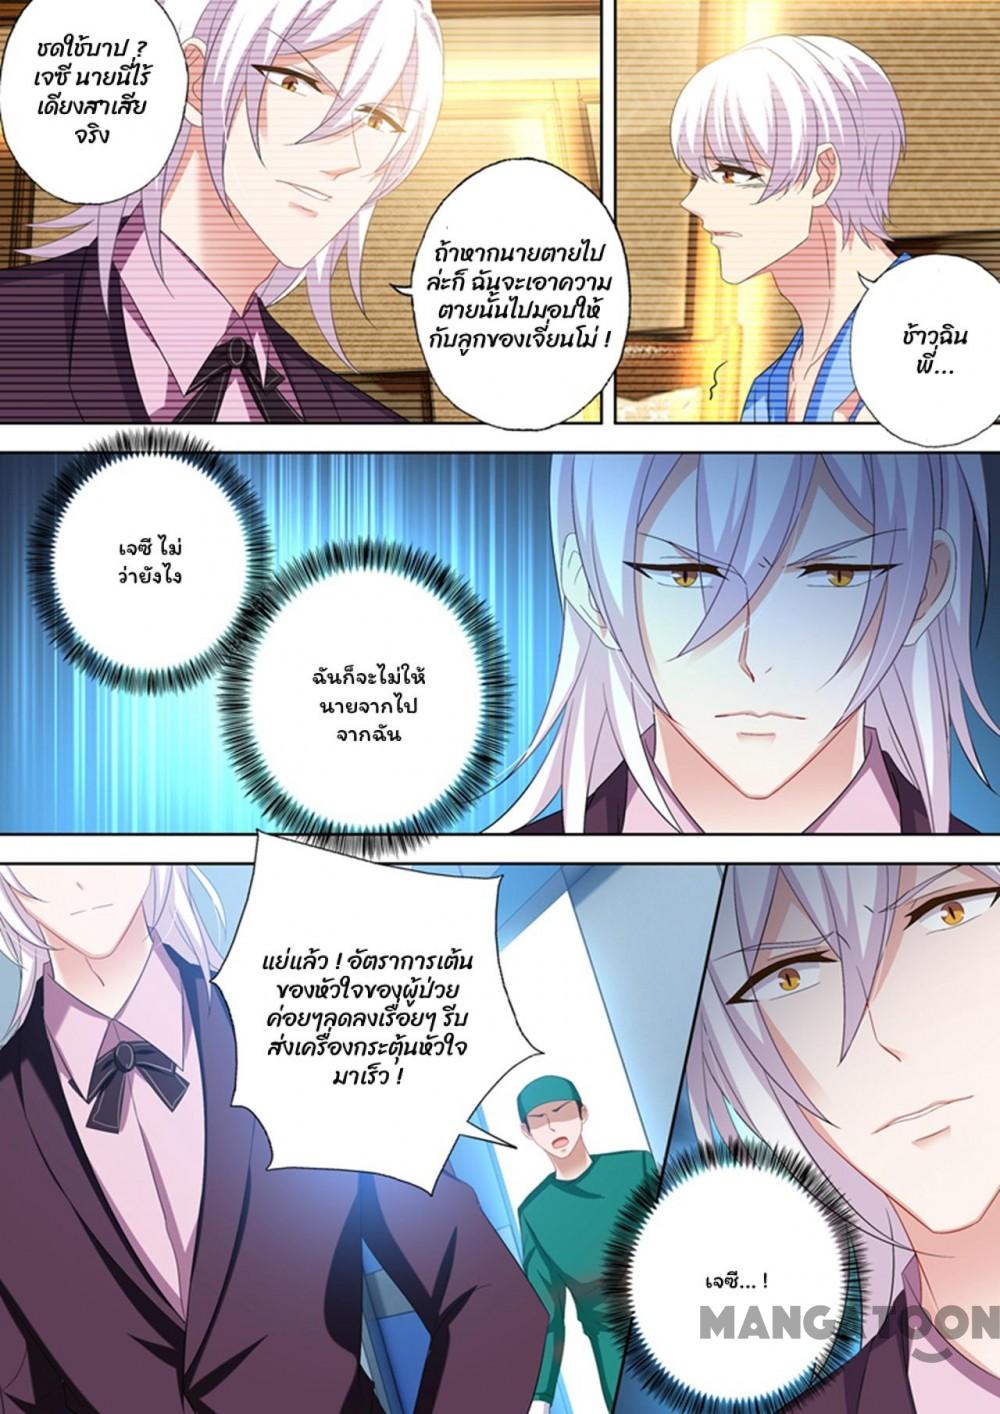 ชดใช้บาป ?
เจซี นายนี่ไร้
เดียงสาเสีย
จริง
ถ้าหากนายตายไป
ล่ะก็ ฉันจะเอาความ
ตายนั้นไปมอบให้
กับลูกของเจี่ยนโม่ !
ช้าวฉิน
พี่...
เจซี ไม่
ว่ายังไง
ฉันก็จะไม่ให้
นายจากไป
จากฉัน
แย่แล้ว ! อัตราการเต้น
ของหัวใจของผู้ป่วย
ค่อยๆลดลงเรื่อยๆ รีบ
ส่งเครื่องกระตุ้นหัวใจ
มาเร็ว !
เจซี... !
MANGATOON